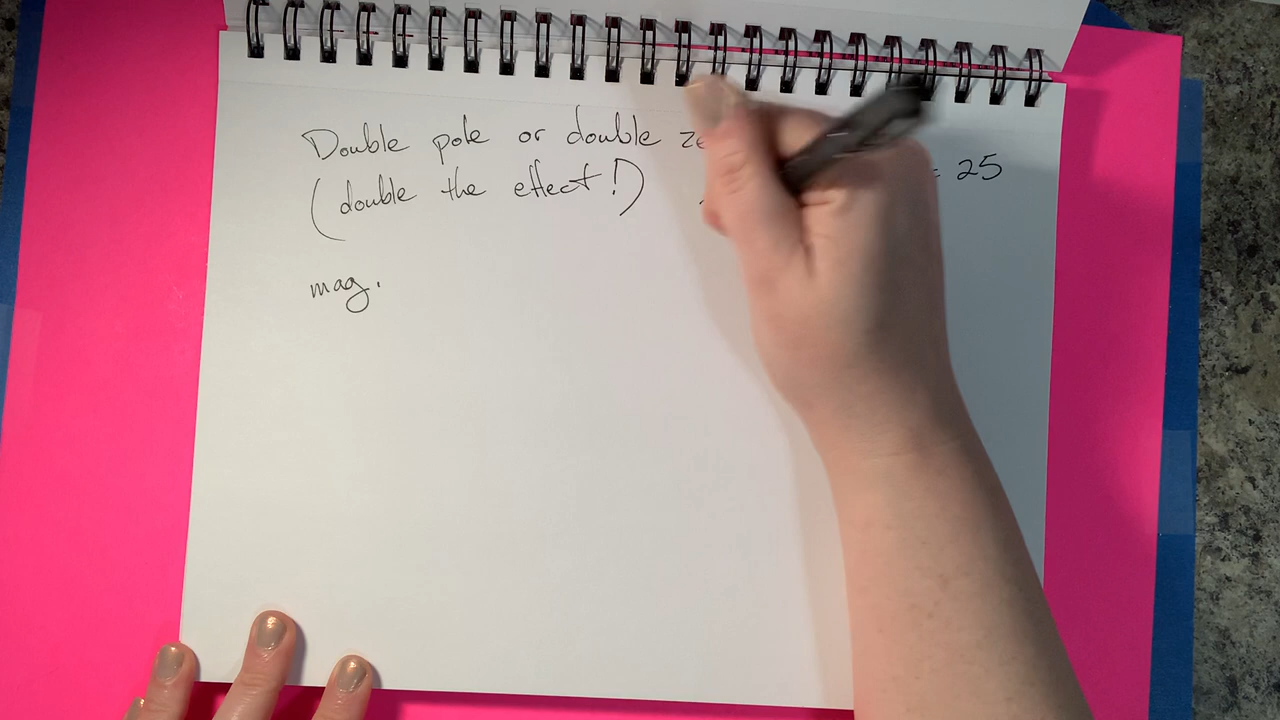 Double pole or double
= 25
(double the effect!)
mag.